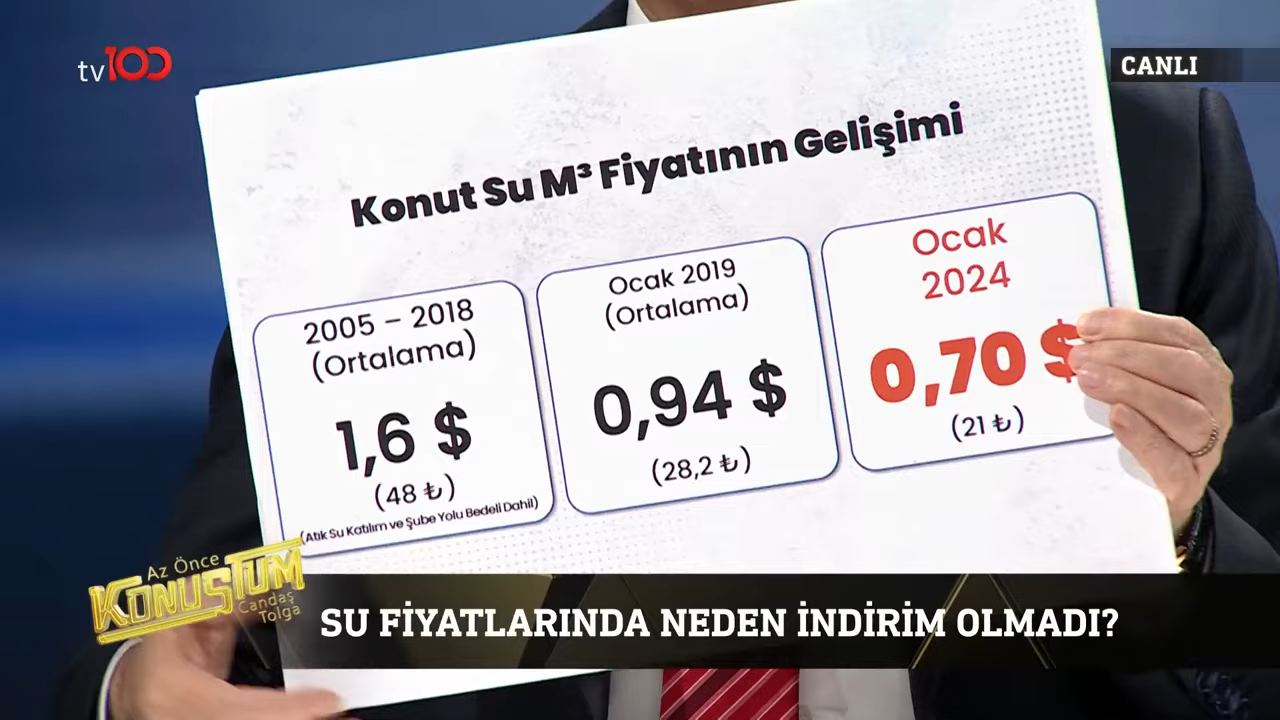 tv100
CANLI
Konut Su M³ Fiyatının Gelişimi
2005 – 2018
(Ortalama)
1,6 $
(48 ₺)
(Atık Su Katılım ve Şube Yolu Bedeli Dahil)
Ocak 2019
(Ortalama)
0,94 $
(28,2 ₺)
Ocak
2024
0,70 $
(21 ₺)
Az Önce
KONUŞTUM
Candaş
Tolga
SU FİYATLARINDA NEDEN İNDİRİM OLMADI?